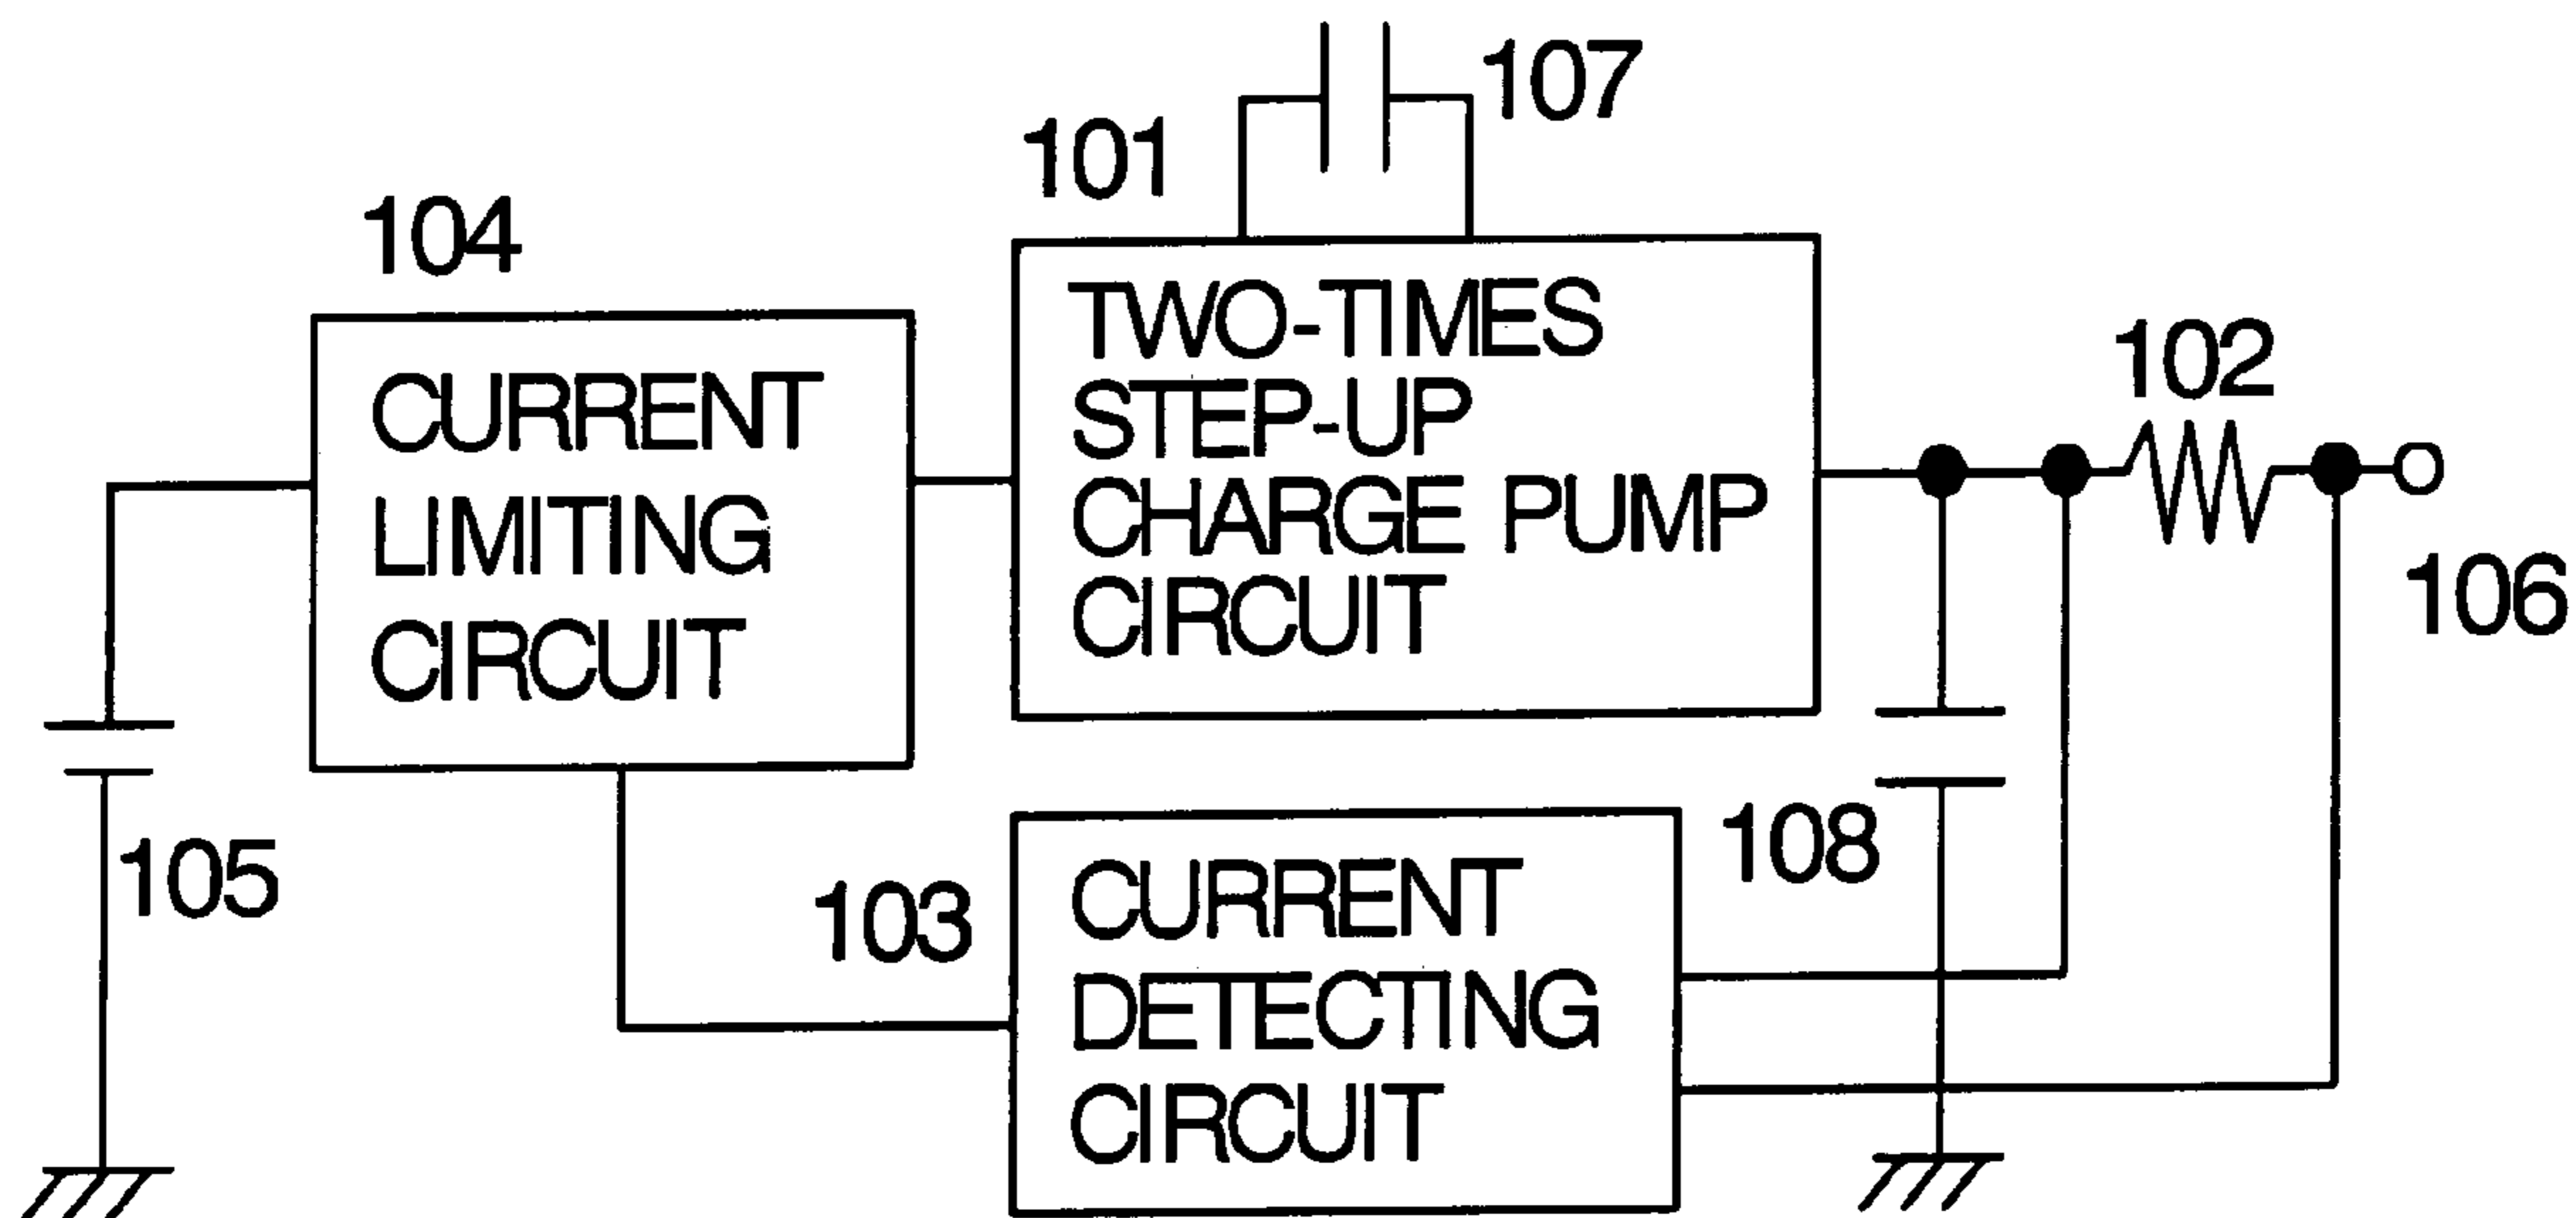 107
101
104
TWO-TIMES
STEP-UP
CHARGE PUMP
CIRCUIT
CURRENT
LIMITING
CIRCUIT
102
106
105
108
103
CURRENT
DETECTING
CIRCUIT